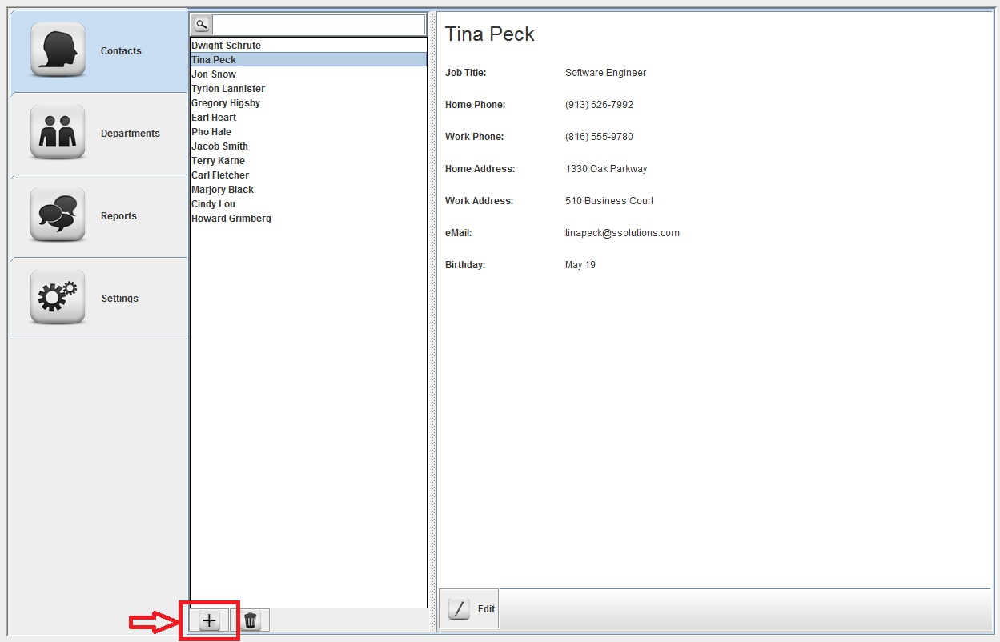 Contacts
Departments
Reports
Settings
Dwight Schrute
Tina Peck
Jon Snow
Tyrion Lannister
Gregory Higsby
Earl Heart
Pho Hale
Jacob Smith
Terry Karne
Carl Fletcher
Marjory Black
Cindy Lou
Howard Grimberg
Tina Peck
Job Title: Software Engineer
Home Phone: (913) 626-7992
Work Phone: (816) 555-9780
Home Address: 1330 Oak Parkway
Work Address: 510 Business Court
eMail: tinapeck@ssolutions.com
Birthday: May 19
Edit